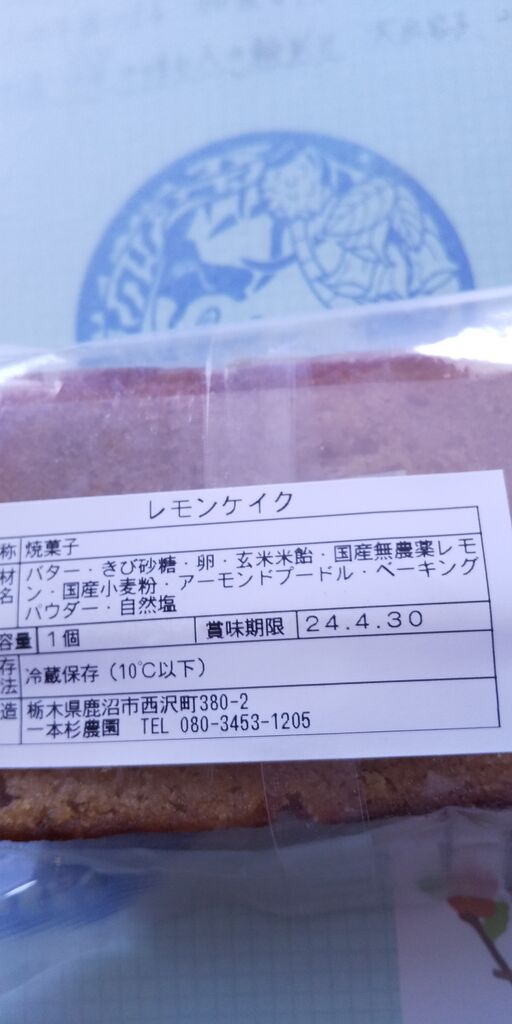 レモンケイク
称 焼菓子
材 バター・きび砂糖・卵・玄米米飴・国産無農薬レモ
名 ン・国産小麦粉・アーモンドプードル・ベーキング
パウダー・自然塩
容量 1個 賞味期限 24.4.30
存
法 冷蔵保存(10℃以下)
造 栃木県鹿沼市西沢町380-2
一本杉農園 TEL 080-3453-1205